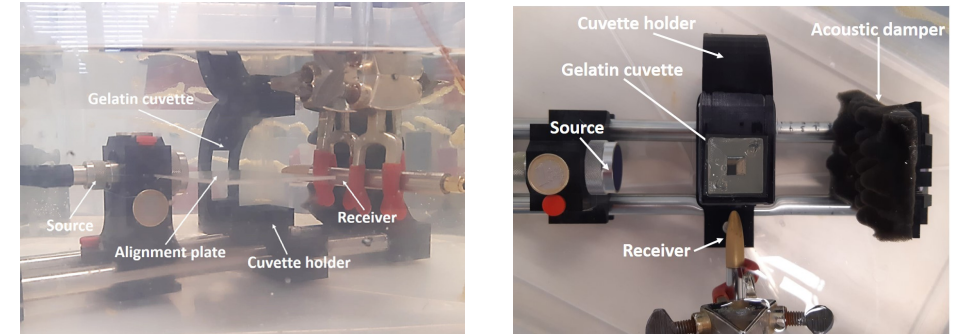 Gelatin cuvette
Source
Alignment plate
Cuvette holder
Receiver
Cuvette holder
Acoustic damper
Gelatin cuvette
Source
Receiver